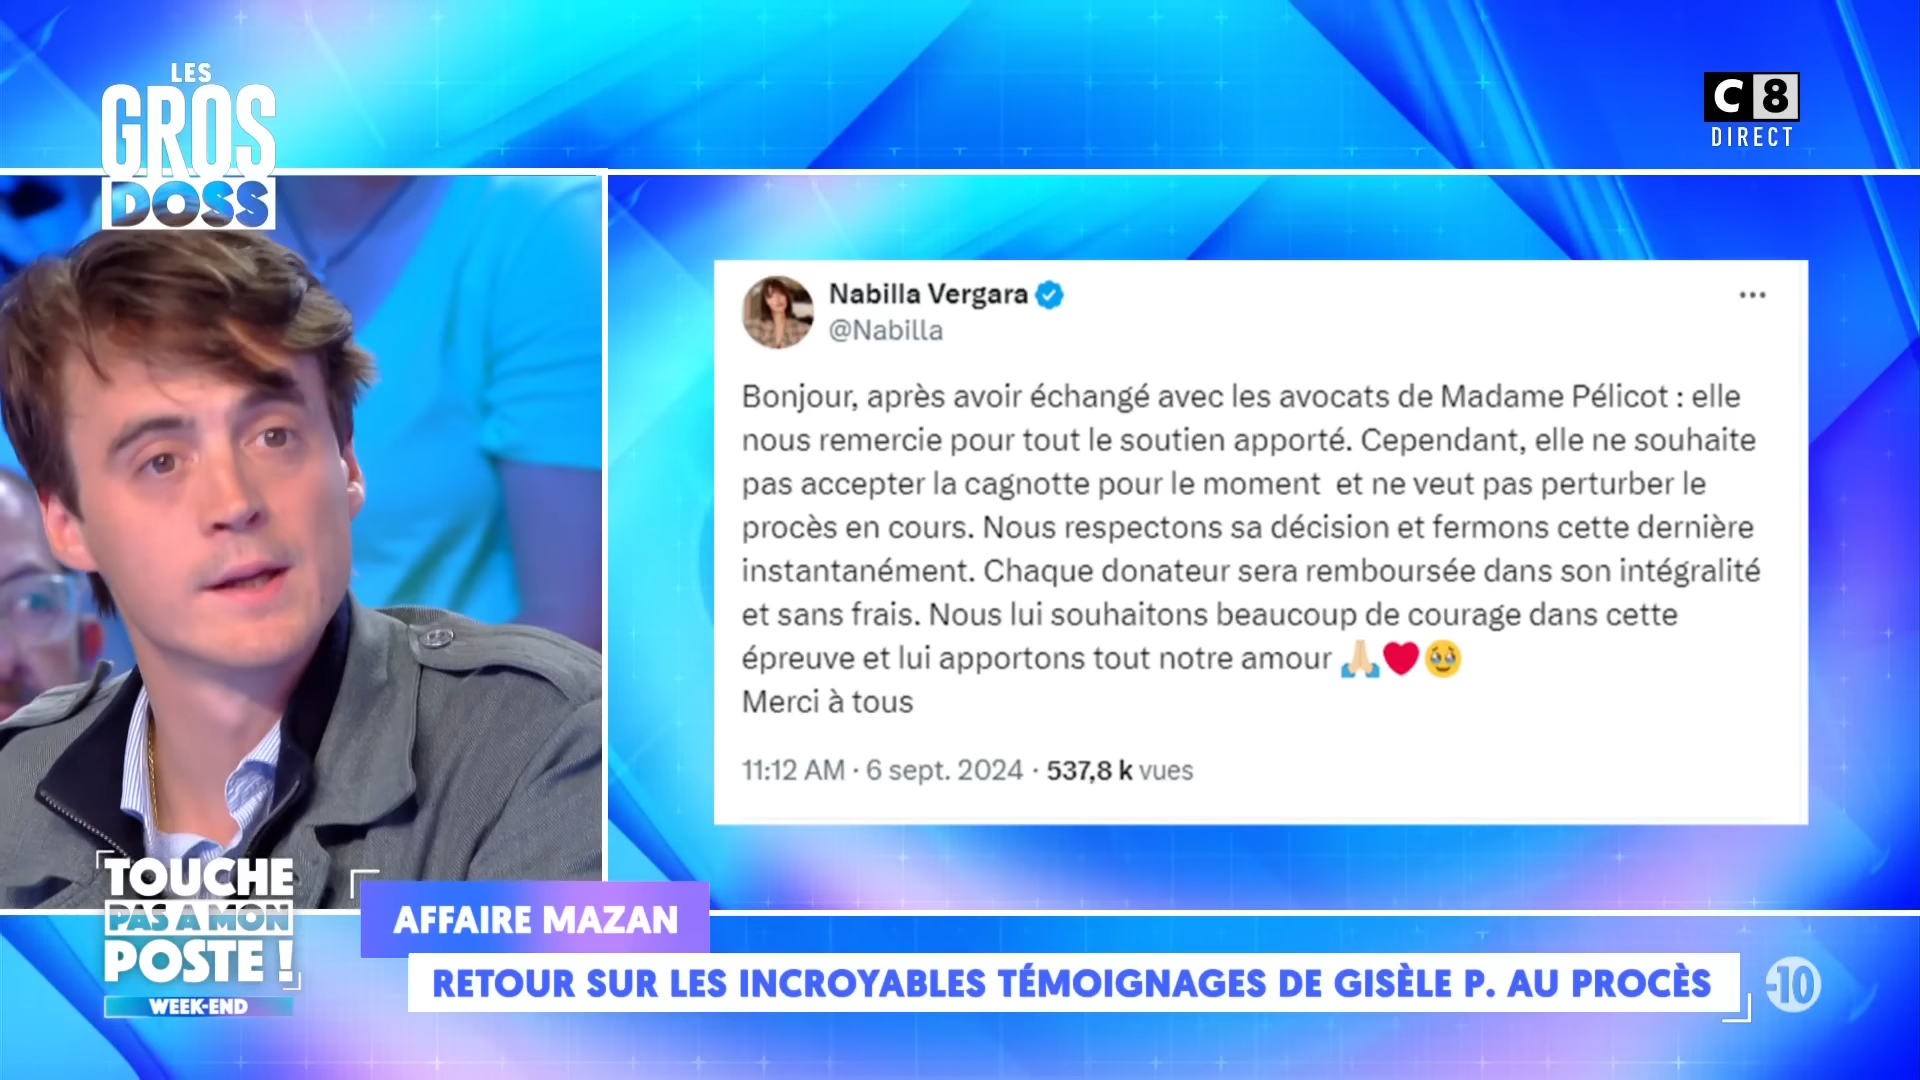 LES
GROS
DOSS
C8
DIRECT
Nabilla Vergara
@Nabilla
Bonjour, après avoir échangé avec les avocats de Madame Pélicot : elle
nous remercie pour tout le soutien apporté. Cependant, elle ne souhaite
pas accepter la cagnotte pour le moment  et ne veut pas perturber le
procès en cours. Nous respectons sa décision et fermons cette dernière
instantanément. Chaque donateur sera remboursée dans son intégralité
et sans frais. Nous lui souhaitons beaucoup de courage dans cette
épreuve et lui apportons tout notre amour 🙏🏼❤️🥹
Merci à tous
11:12 AM · 6 sept. 2024 · 537,8 k vues
TOUCHE
PAS A MON
POSTE !
WEEK-END
AFFAIRE MAZAN
RETOUR SUR LES INCROYABLES TÉMOIGNAGES DE GISÈLE P. AU PROCÈS
-10